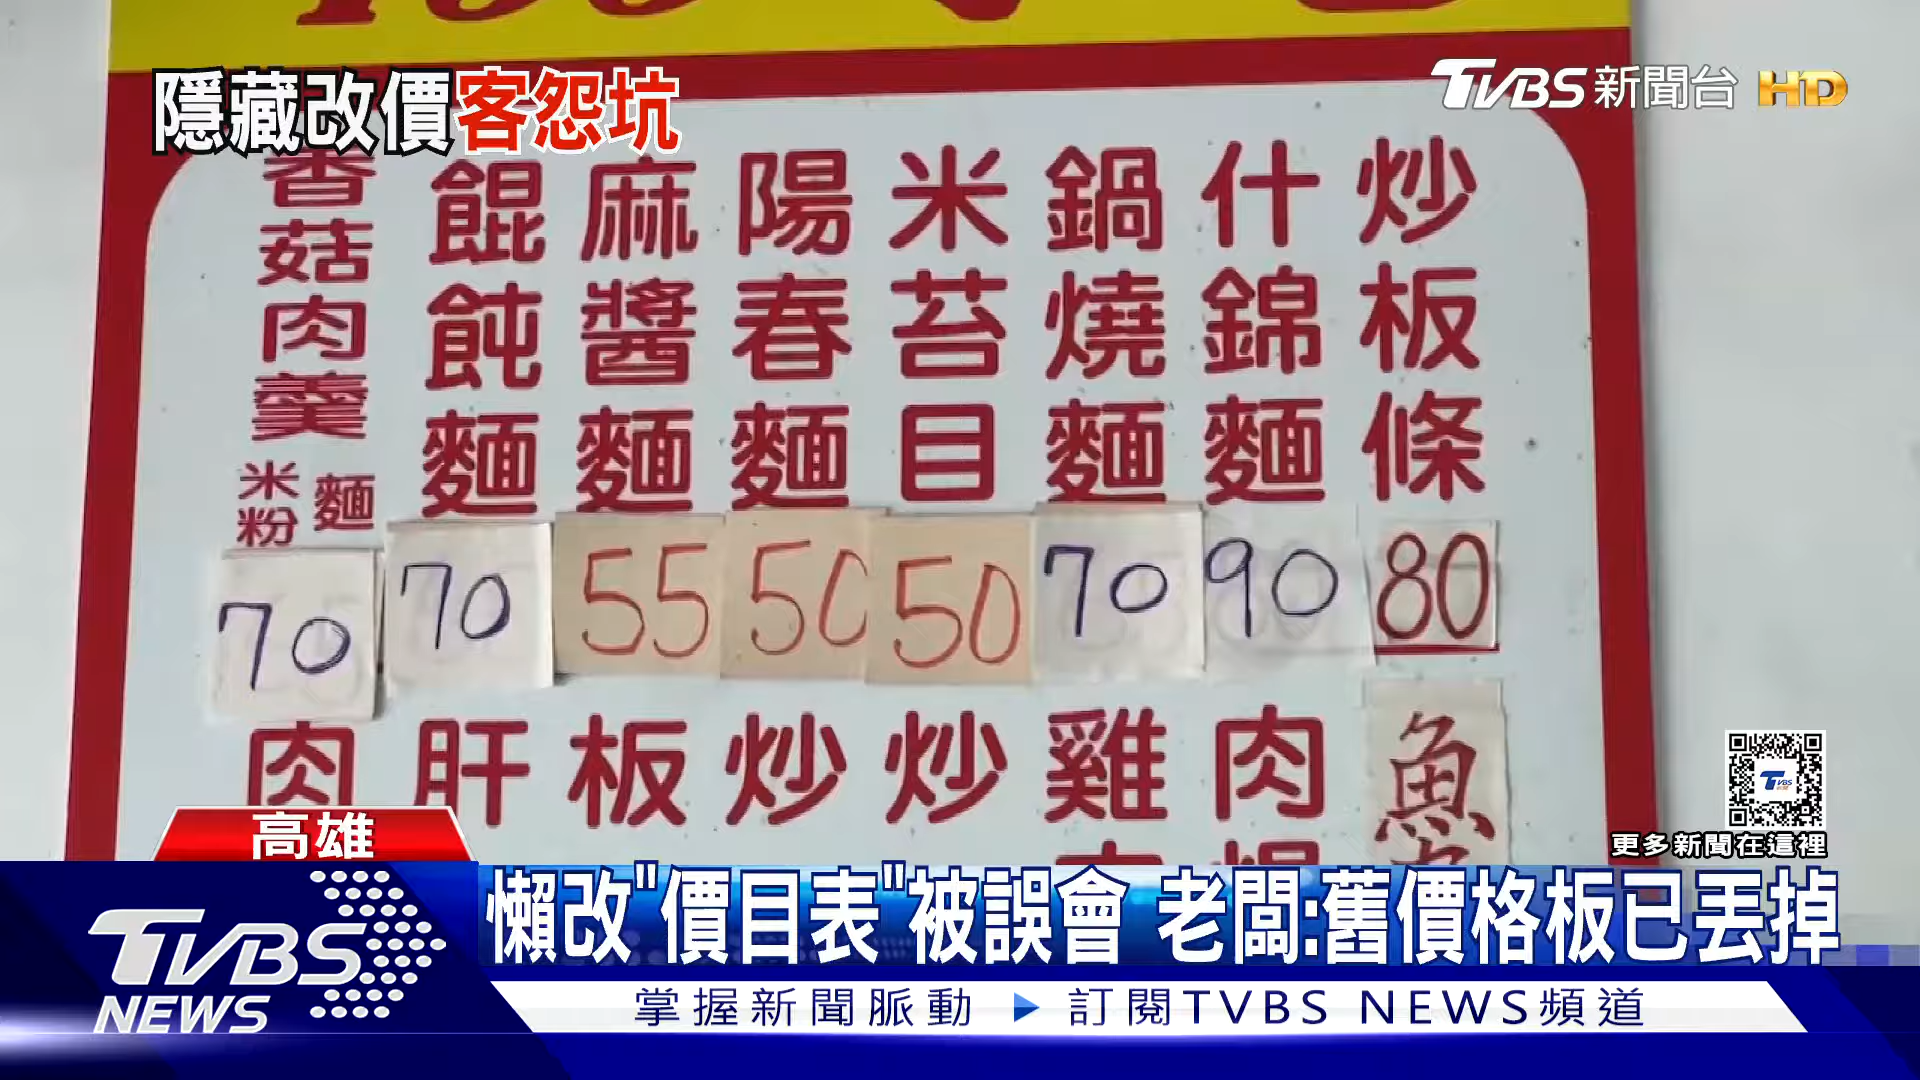 隱藏改價客怨坑
TVBS新聞台 HD
炒板條
80
什錦麵
90
鍋燒麵
70
米苔目
50
陽春麵
50
麻醬麵
55
餛飩麵
70
香菇肉羹
麵
米粉
70
魚
肉
雞
炒
炒
板
肝
肉
TVBS
更多新聞在這裡
高雄
懶改"價目表"被誤會 老闆:舊價格板已丟掉
TVBS NEWS
掌握新聞脈動 ▶ 訂閱TVBS NEWS頻道